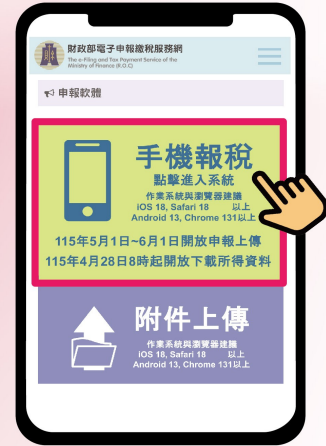 財政部電子申報繳稅服務網
The e-Filing and Tax Payment Service of the
Ministry of Finance (R.O.C)
申報軟體
手機報稅
點擊進入系統
作業系統與瀏覽器建議
iOS 18, Safari 18 以上
Android 13, Chrome 131以上
115年5月1日~6月1日開放申報上傳
115年4月28日8時起開放下載所得資料
附件上傳
作業系統與瀏覽器建議
iOS 18, Safari 18 以上
Android 13, Chrome 131以上